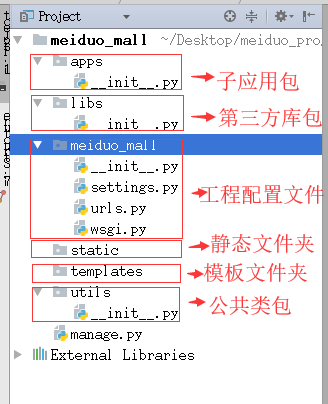 Project
meiduo_mall ~/Desktop/meiduo_pro
apps
__init__.py
子应用包
libs
__init__.py
第三方库包
meiduo_mall
__init__.py
settings.py
工程配置文件
urls.py
wsgi.py
static
静态文件夹
templates
模板文件夹
utils
__init__.py
公共类包
manage.py
External Libraries